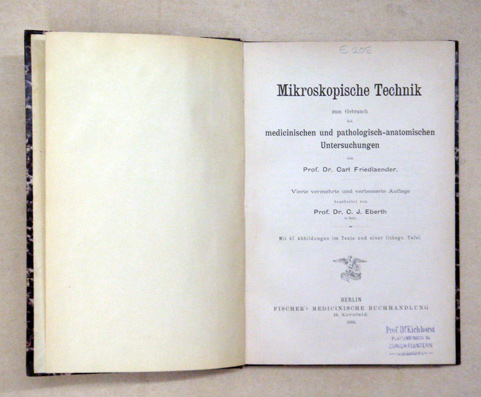 E 208
Mikroskopische Technik
zum Gebrauch
bei
medicinischen und pathologisch-anatomischen
Untersuchungen
von
Prof. Dr. Carl Friedlaender.
Vierte vermehrte und verbesserte Auflage
bearbeitet von
Prof. Dr. C. J. Eberth
in Halle.
Mit 41 Abbildungen im Texte und einer lithogr. Tafel.
BERLIN
FISCHER'S MEDICINISCHE BUCHHANDLUNG
H. Kornfeld.
Prof. Dr Kirchhorst